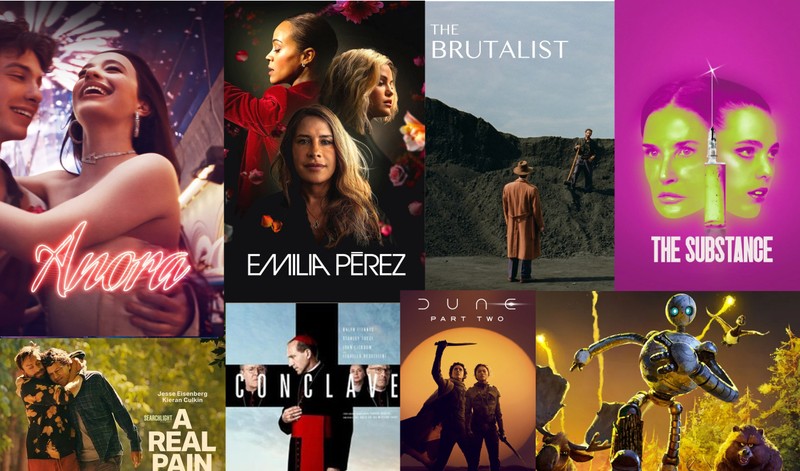 Anora
EMILIA PÉREZ
THE
BRUTALIST
THE SUBSTANCE
Jesse Eisenberg
Kieran Culkin
SEARCHLIGHT
A
REAL
PAIN
RALPH FIENNES
STANLEY TUCCI
JOHN LITHGOW
ISABELLA ROSSELLINI
CONCLAVE
DUNE
PART TWO